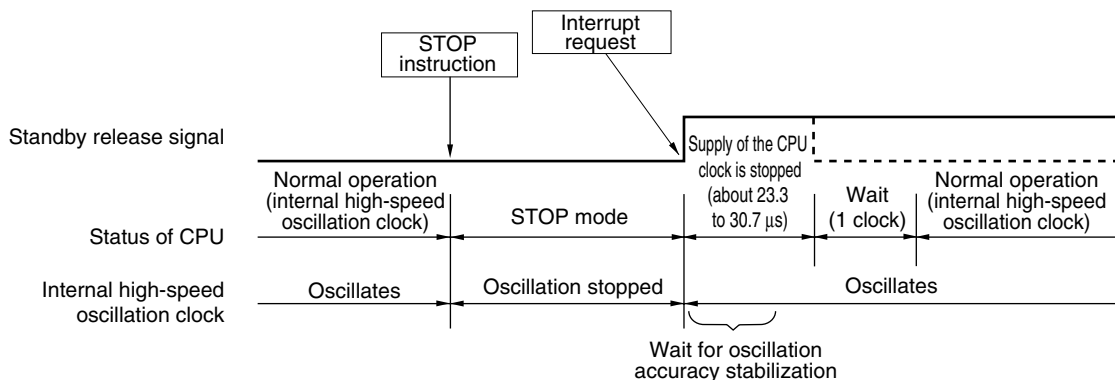 Interrupt
request
STOP
instruction
Standby release signal
Supply of the CPU
clock is stopped
(about 23.3
to 30.7 μs)
Normal operation
(internal high-speed
oscillation clock)
STOP mode
Wait
(1 clock)
Normal operation
(internal high-speed
oscillation clock)
Status of CPU
Internal high-speed
oscillation clock
Oscillates
Oscillation stopped
Oscillates
Wait for oscillation
accuracy stabilization